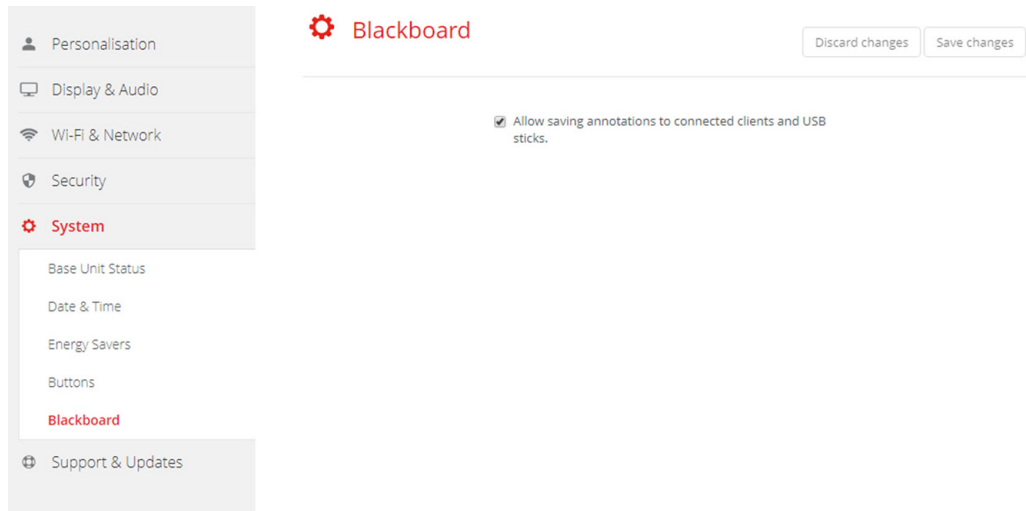 Personalisation
Display & Audio
Wi-Fi & Network
Security
System
Base Unit Status
Date & Time
Energy Savers
Buttons
Blackboard
Support & Updates
Blackboard
Discard changes
Save changes
Allow saving annotations to connected clients and USB
sticks.